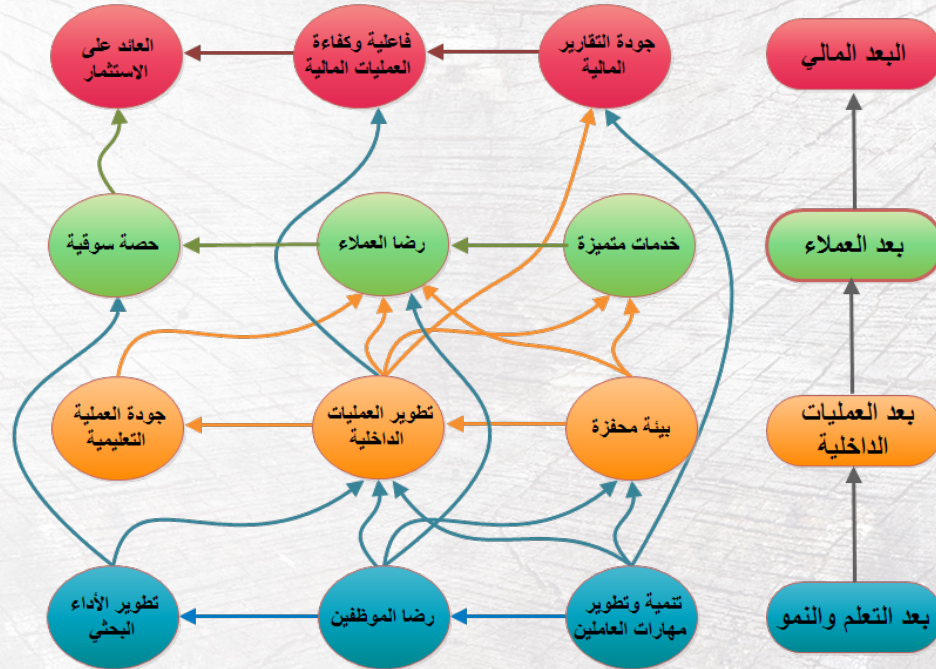 البعد المالي
جودة التقارير
المالية
فاعلية وكفاءة
العمليات المالية
العائد على
الاستثمار
بعد العملاء
خدمات متميزة
رضا العملاء
حصة سوقية
بعد العمليات
الداخلية
بيئة محفزة
تطوير العمليات
الداخلية
جودة العملية
التعليمية
بعد التعلم والنمو
تنمية وتطوير
مهارات العاملين
رضا الموظفين
تطوير الأداء
البحثي